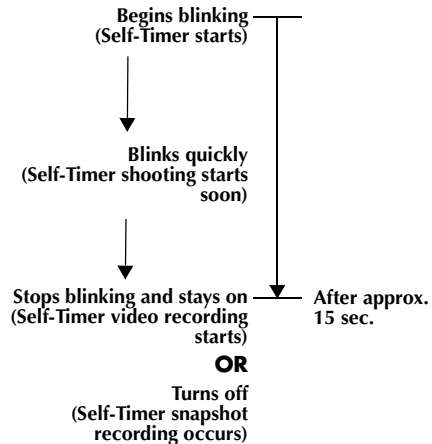 Begins blinking
(Self-Timer starts)
Blinks quickly
(Self-Timer shooting starts
soon)
Stops blinking and stays on
(Self-Timer video recording
starts)
After approx.
15 sec.
OR
Turns off
(Self-Timer snapshot
recording occurs)